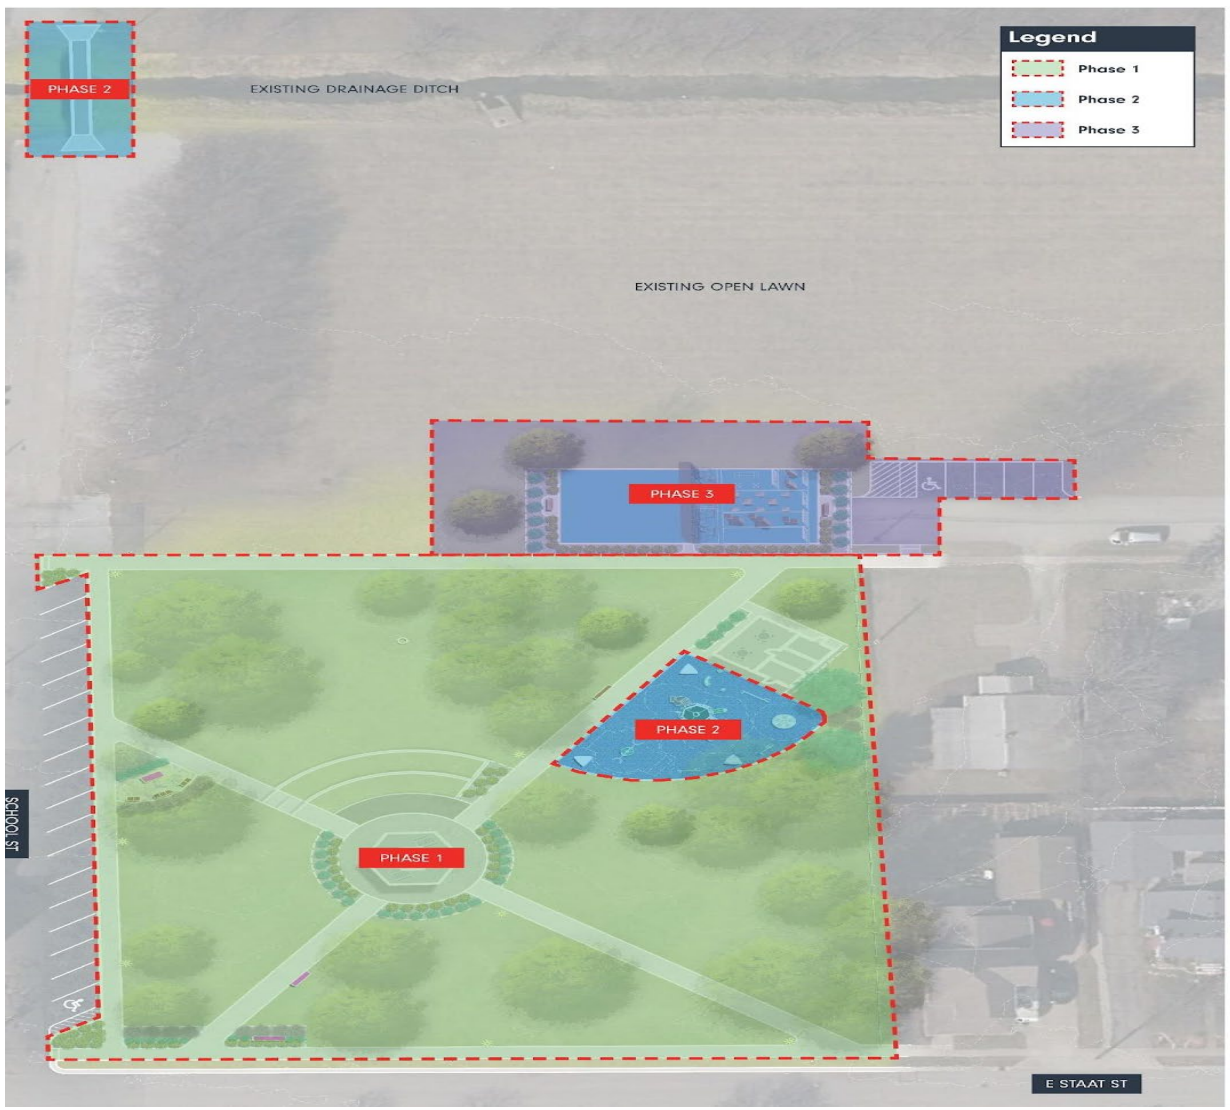 Legend
Phase 1
Phase 2
Phase 3
PHASE 2
EXISTING DRAINAGE DITCH
EXISTING OPEN LAWN
PHASE 3
PHASE 2
PHASE 1
SCHOOL ST
E STAAT ST